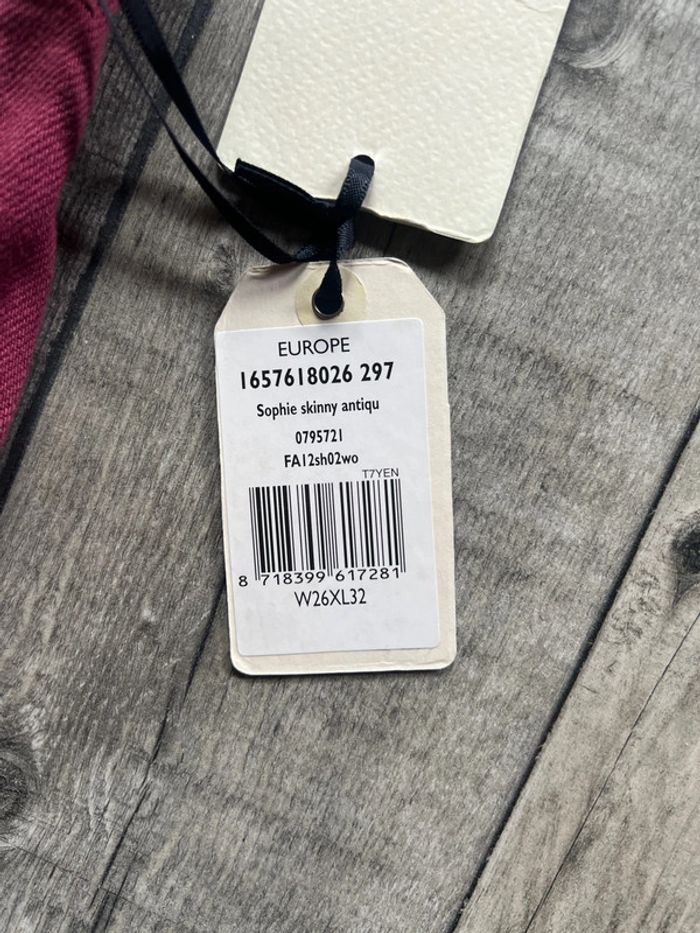 EUROPE
1657618026 297
Sophie skinny antiqu
0795721
FA12sh02wo
T7YEN
8 718399 617281
W26XL32